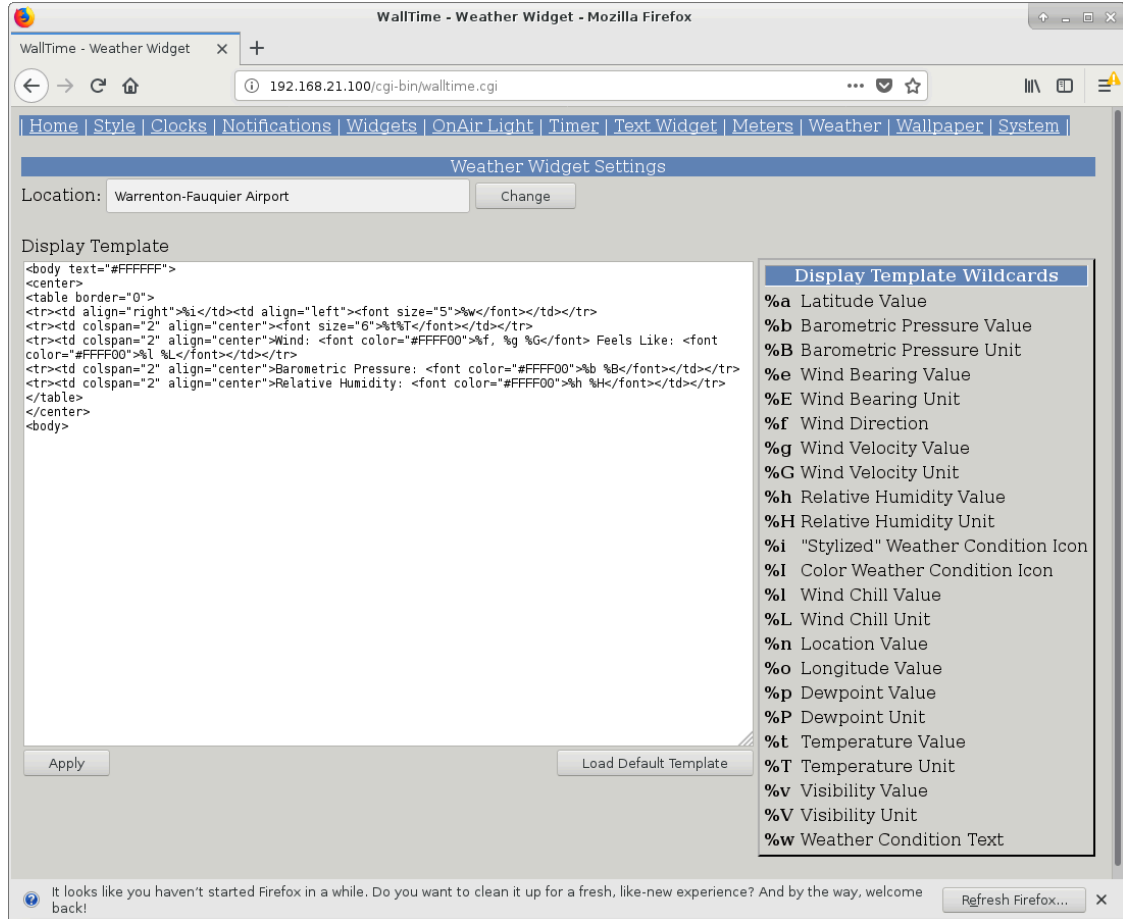 WallTime - Weather Widget - Mozilla Firefox
WallTime - Weather Widget
192.168.21.100/cgi-bin/walltime.cgi
| Home | Style | Clocks | Notifications | Widgets | OnAir Light | Timer | Text Widget | Meters | Weather | Wallpaper | System |
Weather Widget Settings
Location: Warrenton-Fauquier Airport Change
Display Template
<body text="#FFFFFF">
<center>
<table border="0">
<tr><td align="right">%i</td><td align="left"><font size="5">%w</font></td></tr>
<tr><td colspan="2" align="center"><font size="6">%t%T</font></td></tr>
<tr><td colspan="2" align="center">Wind: <font color="#FFFF00">%f, %g %G</font> Feels Like: <font
color="#FFFF00">%l %L</font></td></tr>
<tr><td colspan="2" align="center">Barometric Pressure: <font color="#FFFF00">%b %B</font></td></tr>
<tr><td colspan="2" align="center">Relative Humidity: <font color="#FFFF00">%h %H</font></td></tr>
</table>
</center>
<body>
Apply
Load Default Template
Display Template Wildcards
%a Latitude Value
%b Barometric Pressure Value
%B Barometric Pressure Unit
%e Wind Bearing Value
%E Wind Bearing Unit
%f Wind Direction
%g Wind Velocity Value
%G Wind Velocity Unit
%h Relative Humidity Value
%H Relative Humidity Unit
%i "Stylized" Weather Condition Icon
%I Color Weather Condition Icon
%l Wind Chill Value
%L Wind Chill Unit
%n Location Value
%o Longitude Value
%p Dewpoint Value
%P Dewpoint Unit
%t Temperature Value
%T Temperature Unit
%v Visibility Value
%V Visibility Unit
%w Weather Condition Text
It looks like you haven't started Firefox in a while. Do you want to clean it up for a fresh, like-new experience? And by the way, welcome
back!
Refresh Firefox...